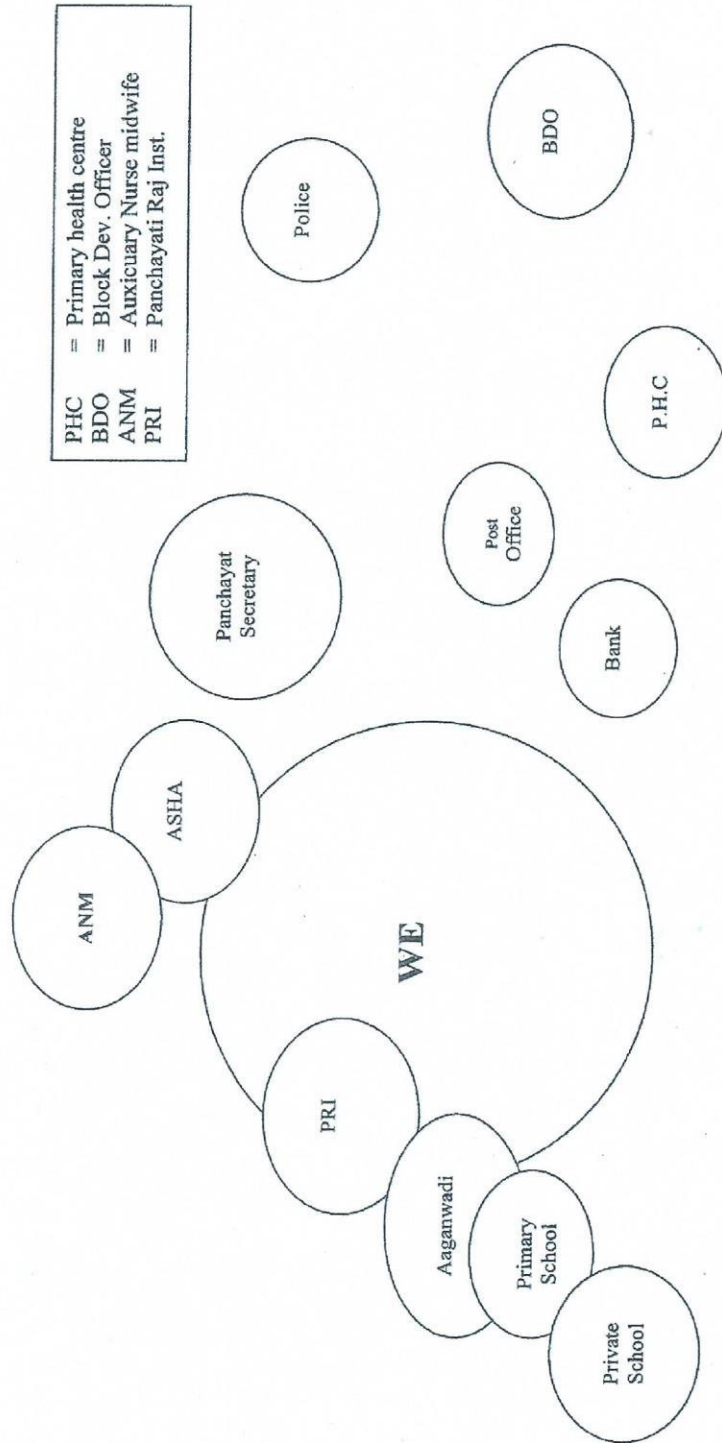 PHC = Primary health centre
BDO = Block Dev. Officer
ANM = Auxicuary Nurse midwife
PRI = Panchayati Raj Inst.
ANM
ASHA
Panchayat
Secretary
Police
PRI
WE
Aaganwadi
Primary
School
Private
School
Bank
Post
Office
P.H.C
BDO